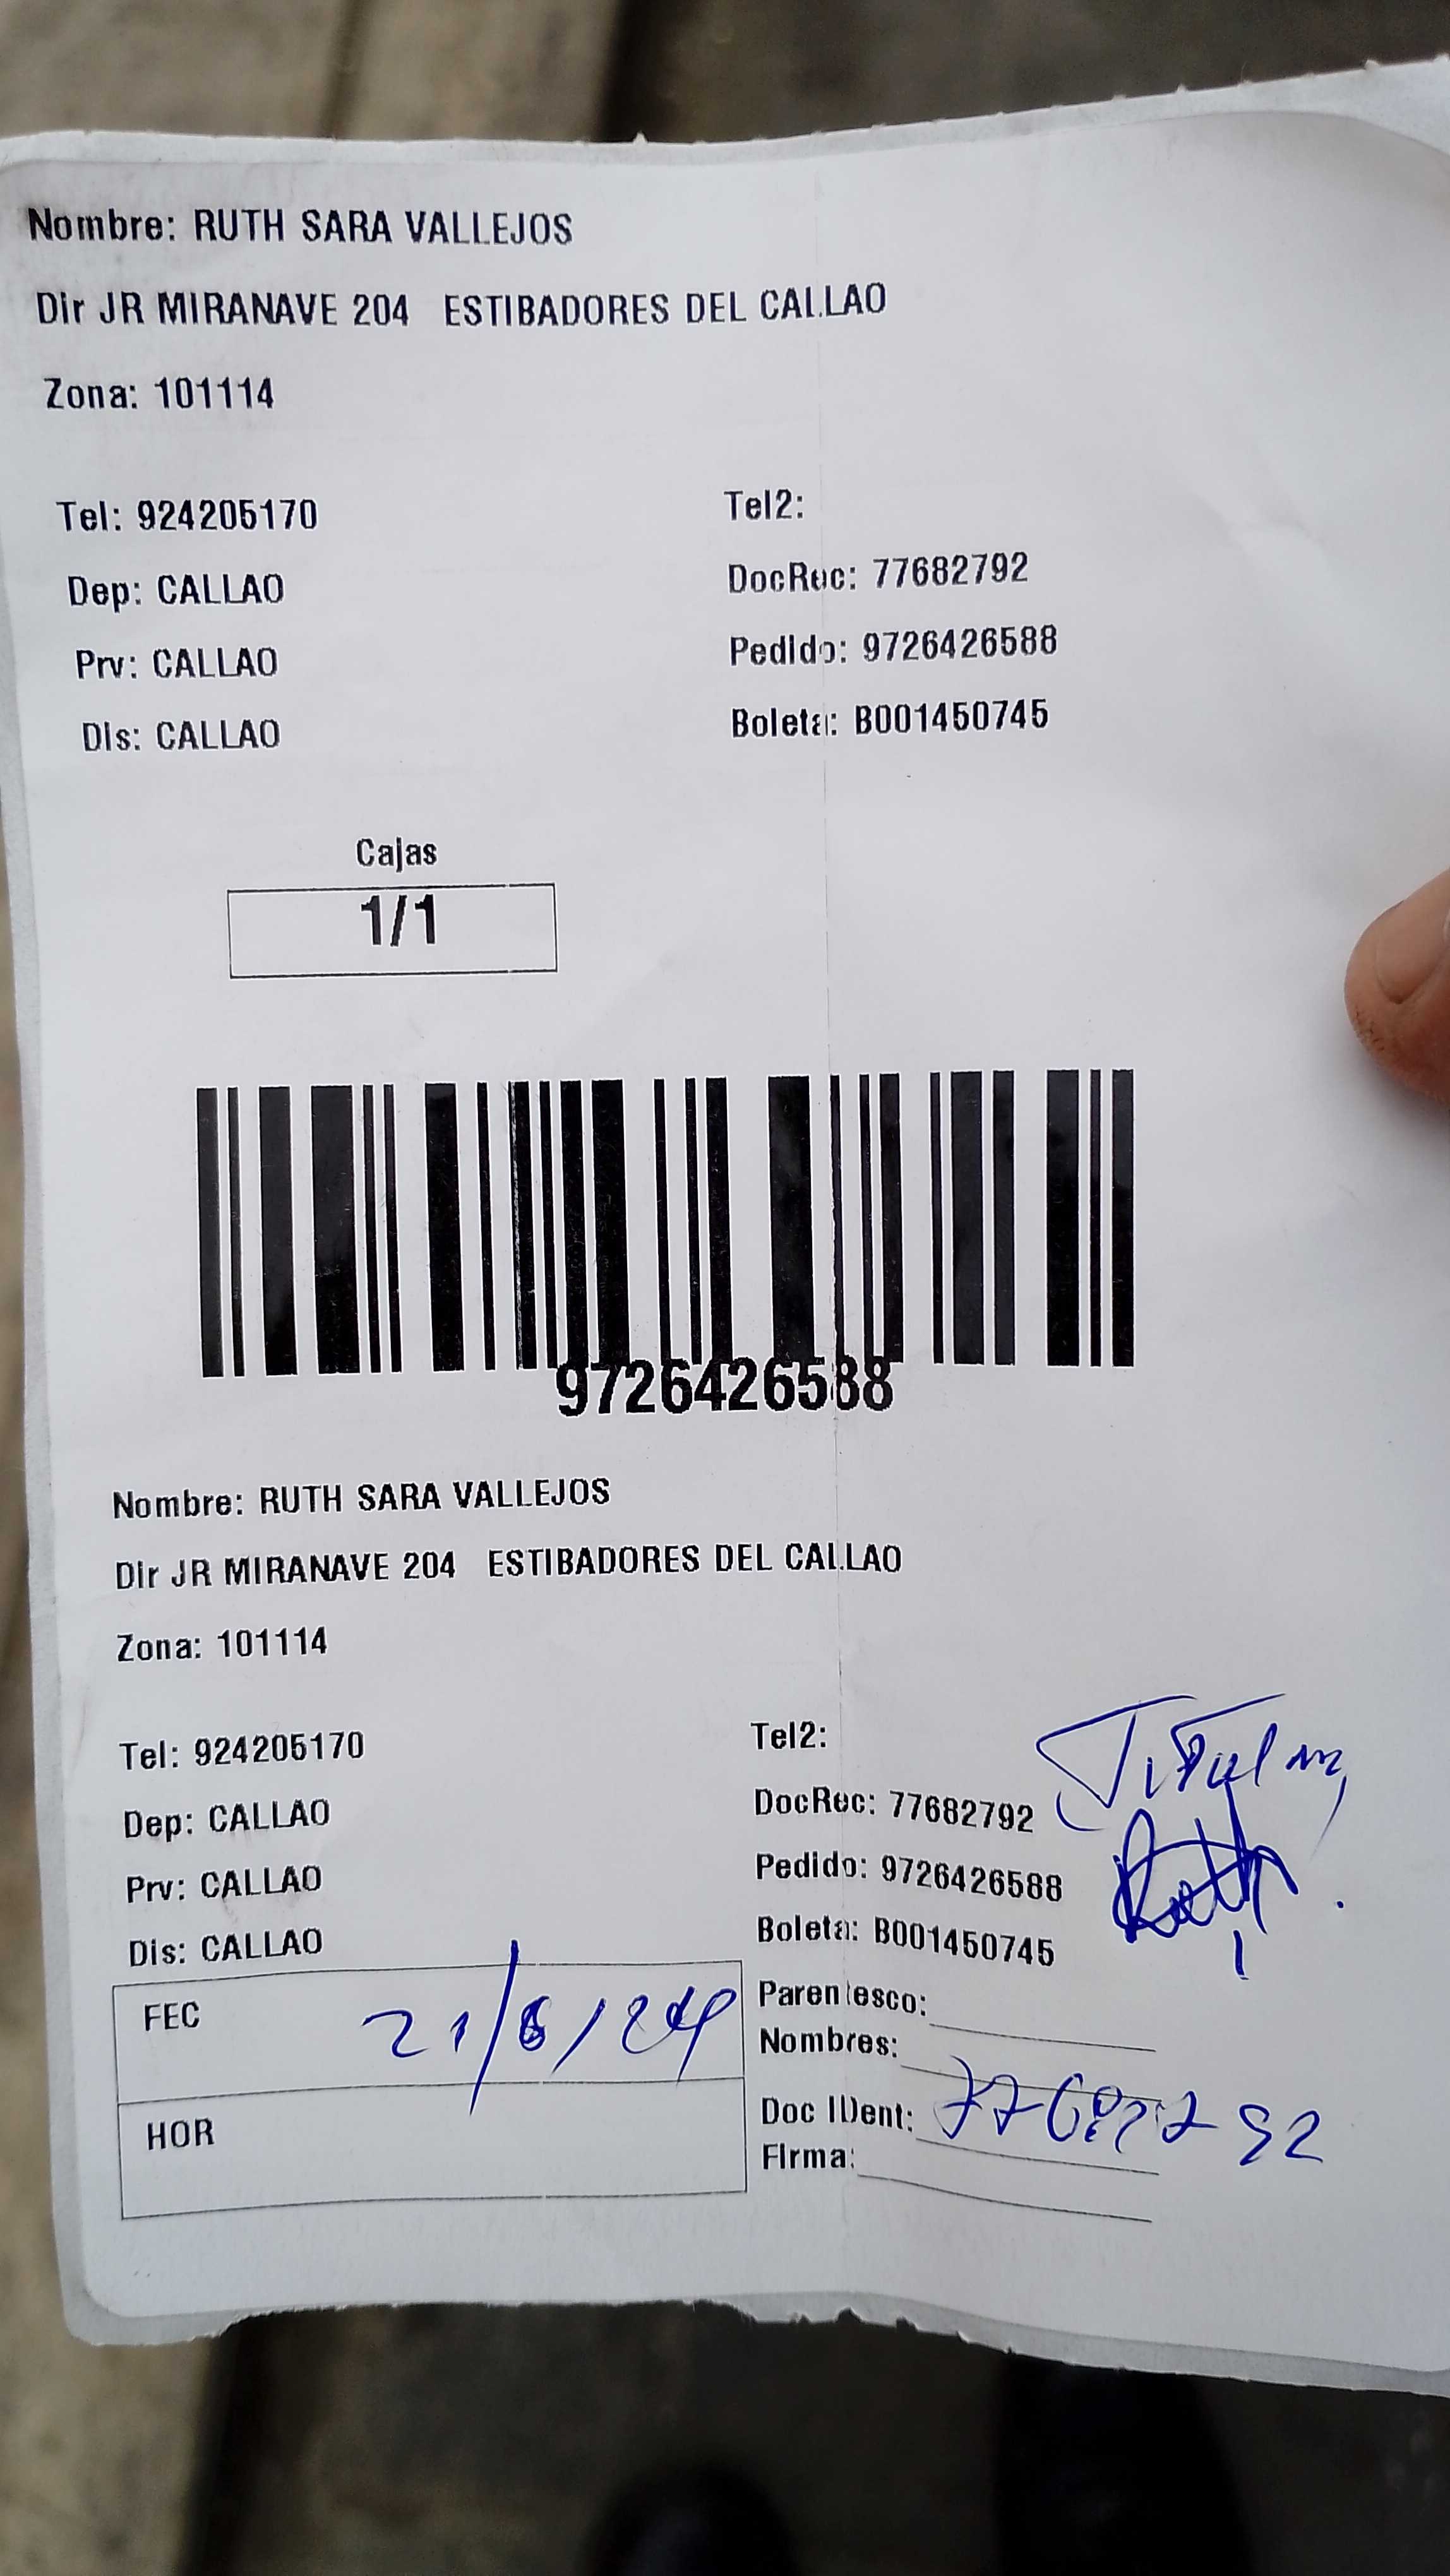 Nombre: RUTH SARA VALLEJOS
Dir JR MIRANAVE 204 ESTIBADORES DEL CALLAO
Zona: 101114
Tel: 924205170 Tel2:
Dep: CALLAO DocRec: 77682792
Prv: CALLAO Pedido: 9726426588
Dis: CALLAO Boleta: B001450745
Cajas
1/1
9726426588
Nombre: RUTH SARA VALLEJOS
Dir JR MIRANAVE 204 ESTIBADORES DEL CALLAO
Zona: 101114
Tel: 924205170 Tel2:
Titular
Dep: CALLAO DocRec: 77682792
Prv: CALLAO Pedido: 9726426588
Ruth
Dis: CALLAO Boleta: B001450745
FEC 21/6/24 Parentesco:
Nombres:
HOR Doc IDent: 77682792
Firma: